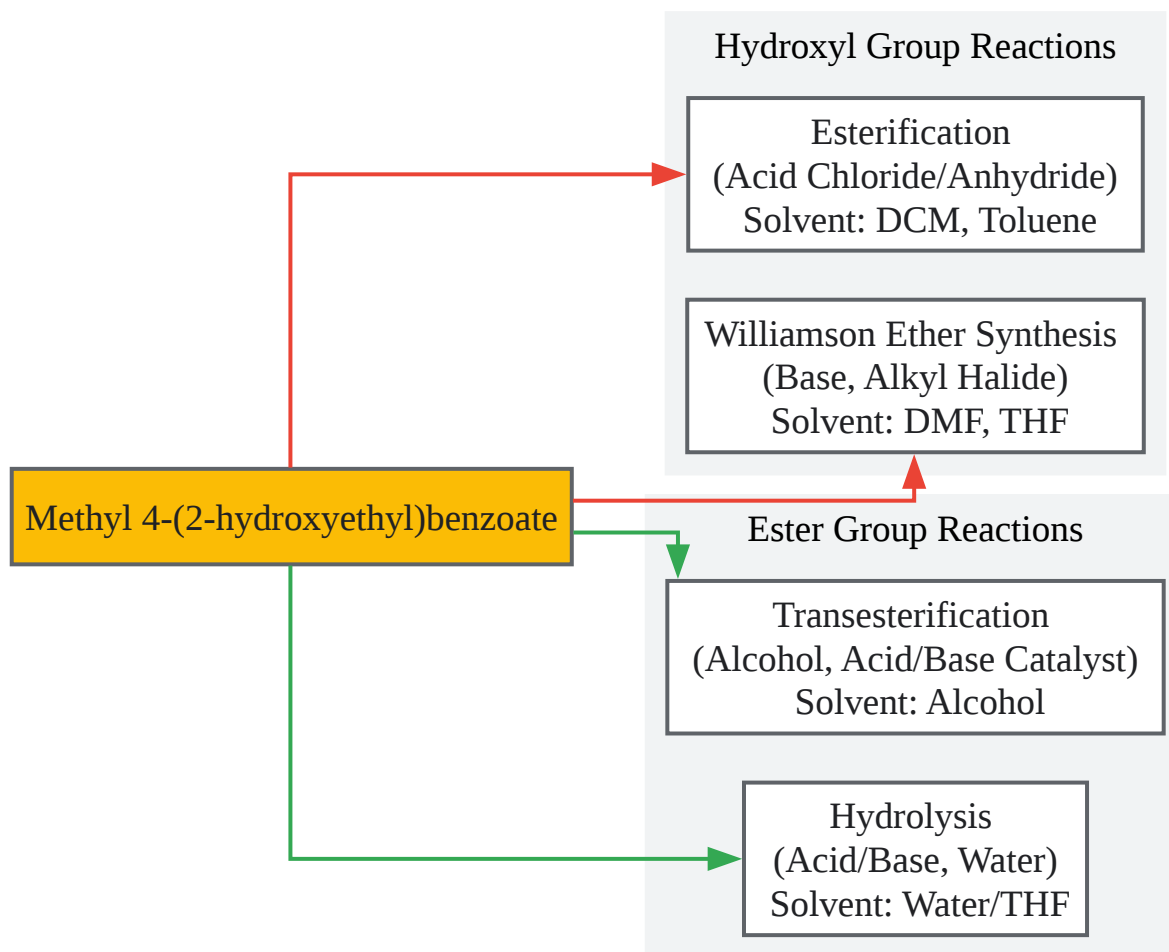 Hydroxyl Group Reactions
Esterification
(Acid Chloride/Anhydride)
Solvent: DCM, Toluene
Williamson Ether Synthesis
(Base, Alkyl Halide)
Solvent: DMF, THF
Methyl 4-(2-hydroxyethyl)benzoate
Ester Group Reactions
Transesterification
(Alcohol, Acid/Base Catalyst)
Solvent: Alcohol
Hydrolysis
(Acid/Base, Water)
Solvent: Water/THF